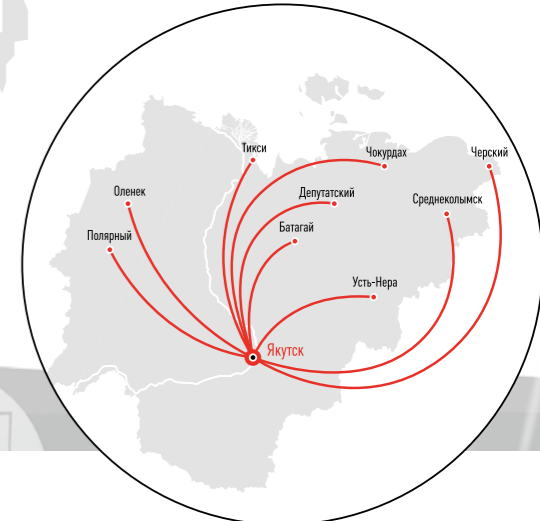 Тикси
Чокурдах
Черский
Оленек
Депутатский
Среднеколымск
Батагай
Полярный
Усть-Нера
Якутск